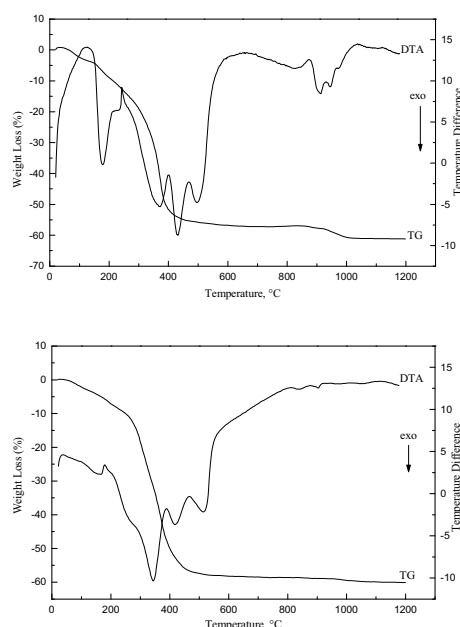 10
0
-10
-20
-30
-40
-50
-60
-70
Weight Loss (%)
0 200 400 600 800 1000 1200
Temperature, °C
15
10
5
0
-5
-10
Temperature Difference
DTA
exo
TG
10
0
-10
-20
-30
-40
-50
-60
Weight Loss (%)
0 200 400 600 800 1000 1200
Temperature, °C
15
10
5
0
-5
-10
Temperature Difference
DTA
exo
TG